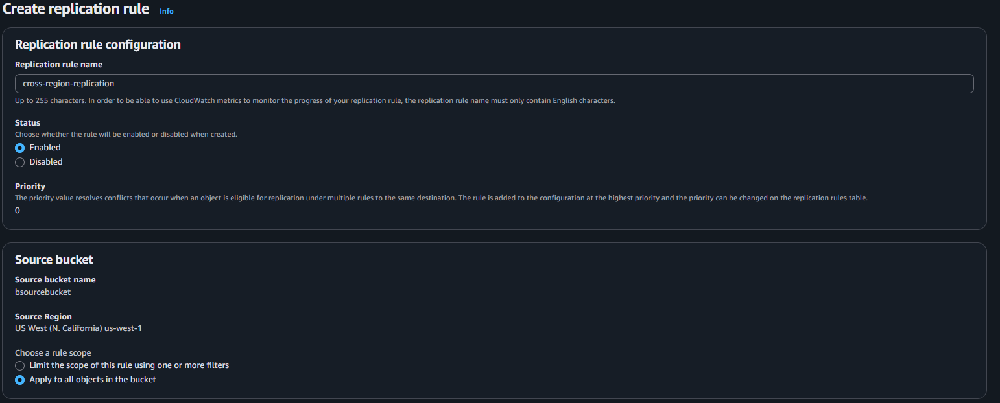 Create replication rule Info
Replication rule configuration
Replication rule name
cross-region-replication
Up to 255 characters. In order to be able to use CloudWatch metrics to monitor the progress of your replication rule, the replication rule name must only contain English characters.
Status
Choose whether the rule will be enabled or disabled when created.
Enabled
Disabled
Priority
The priority value resolves conflicts that occur when an object is eligible for replication under multiple rules to the same destination. The rule is added to the configuration at the highest priority and the priority can be changed on the replication rules table.
0
Source bucket
Source bucket name
bsourcebucket
Source Region
US West (N. California) us-west-1
Choose a rule scope
Limit the scope of this rule using one or more filters
Apply to all objects in the bucket